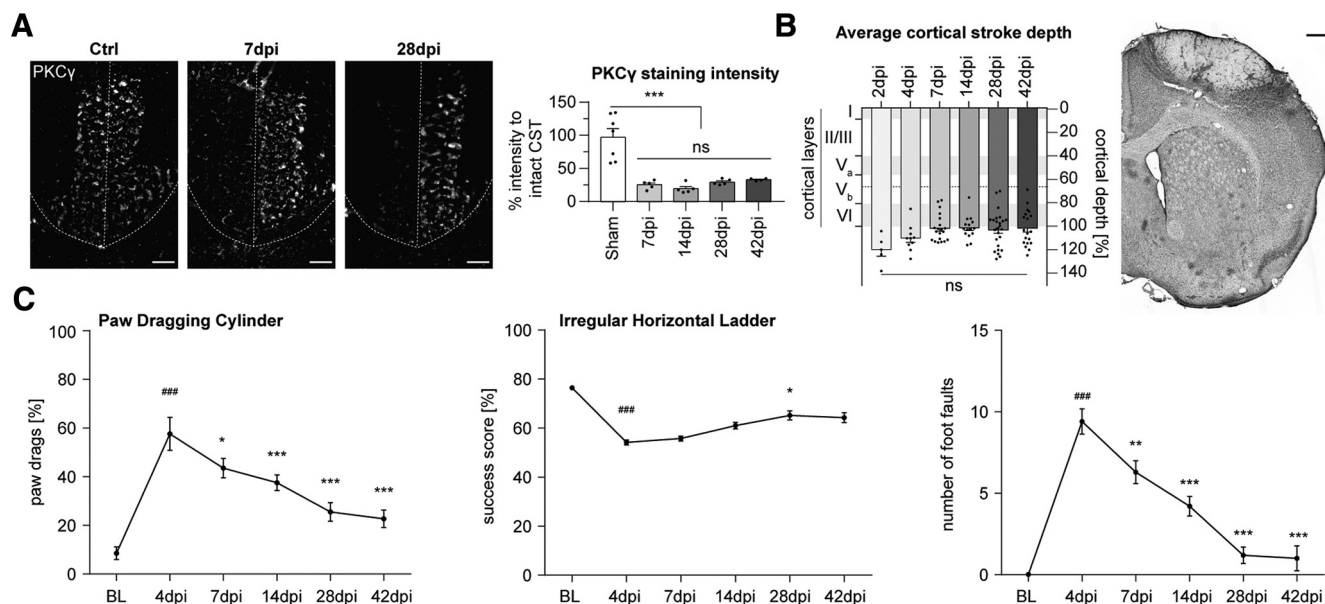 A
Ctrl
7dpi
28dpi
PKCγ
PKCγ staining intensity
% intensity to
intact CST
150
100
50
0
***
ns
Sham
7dpi
14dpi
28dpi
42dpi
B
Average cortical stroke depth
2dpi
4dpi
7dpi
14dpi
28dpi
42dpi
cortical layers
I
II/III
Va
Vb
VI
0
20
40
60
80
100
120
140
cortical depth [%]
ns
C
Paw Dragging Cylinder
paw drags [%]
100
80
60
40
20
0
###
*
***
***
***
BL
4dpi
7dpi
14dpi
28dpi
42dpi
Irregular Horizontal Ladder
success score [%]
100
80
60
40
20
0
###
*
BL
4dpi
7dpi
14dpi
28dpi
42dpi
number of foot faults
15
10
5
0
###
**
***
***
***
BL
4dpi
7dpi
14dpi
28dpi
42dpi